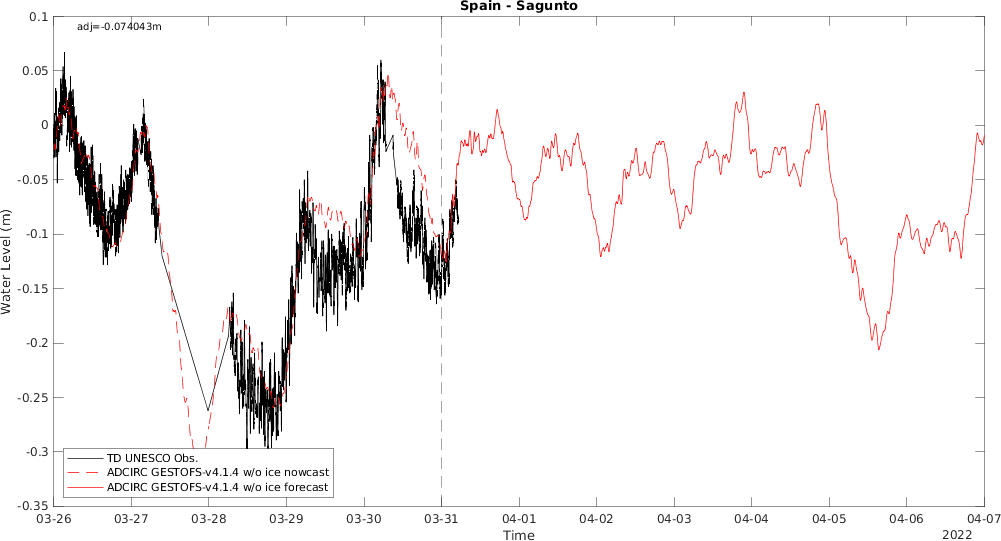 Spain - Sagunto
adj=-0.074043m
0.1
0.05
0
-0.05
-0.1
-0.15
-0.2
-0.25
-0.3
-0.35
Water Level (m)
TD UNESCO Obs.
ADCIRC GESTOFS-v4.1.4 w/o ice nowcast
ADCIRC GESTOFS-v4.1.4 w/o ice forecast
03-26 03-27 03-28 03-29 03-30 03-31 04-01 04-02 04-03 04-04 04-05 04-06 04-07
Time
2022